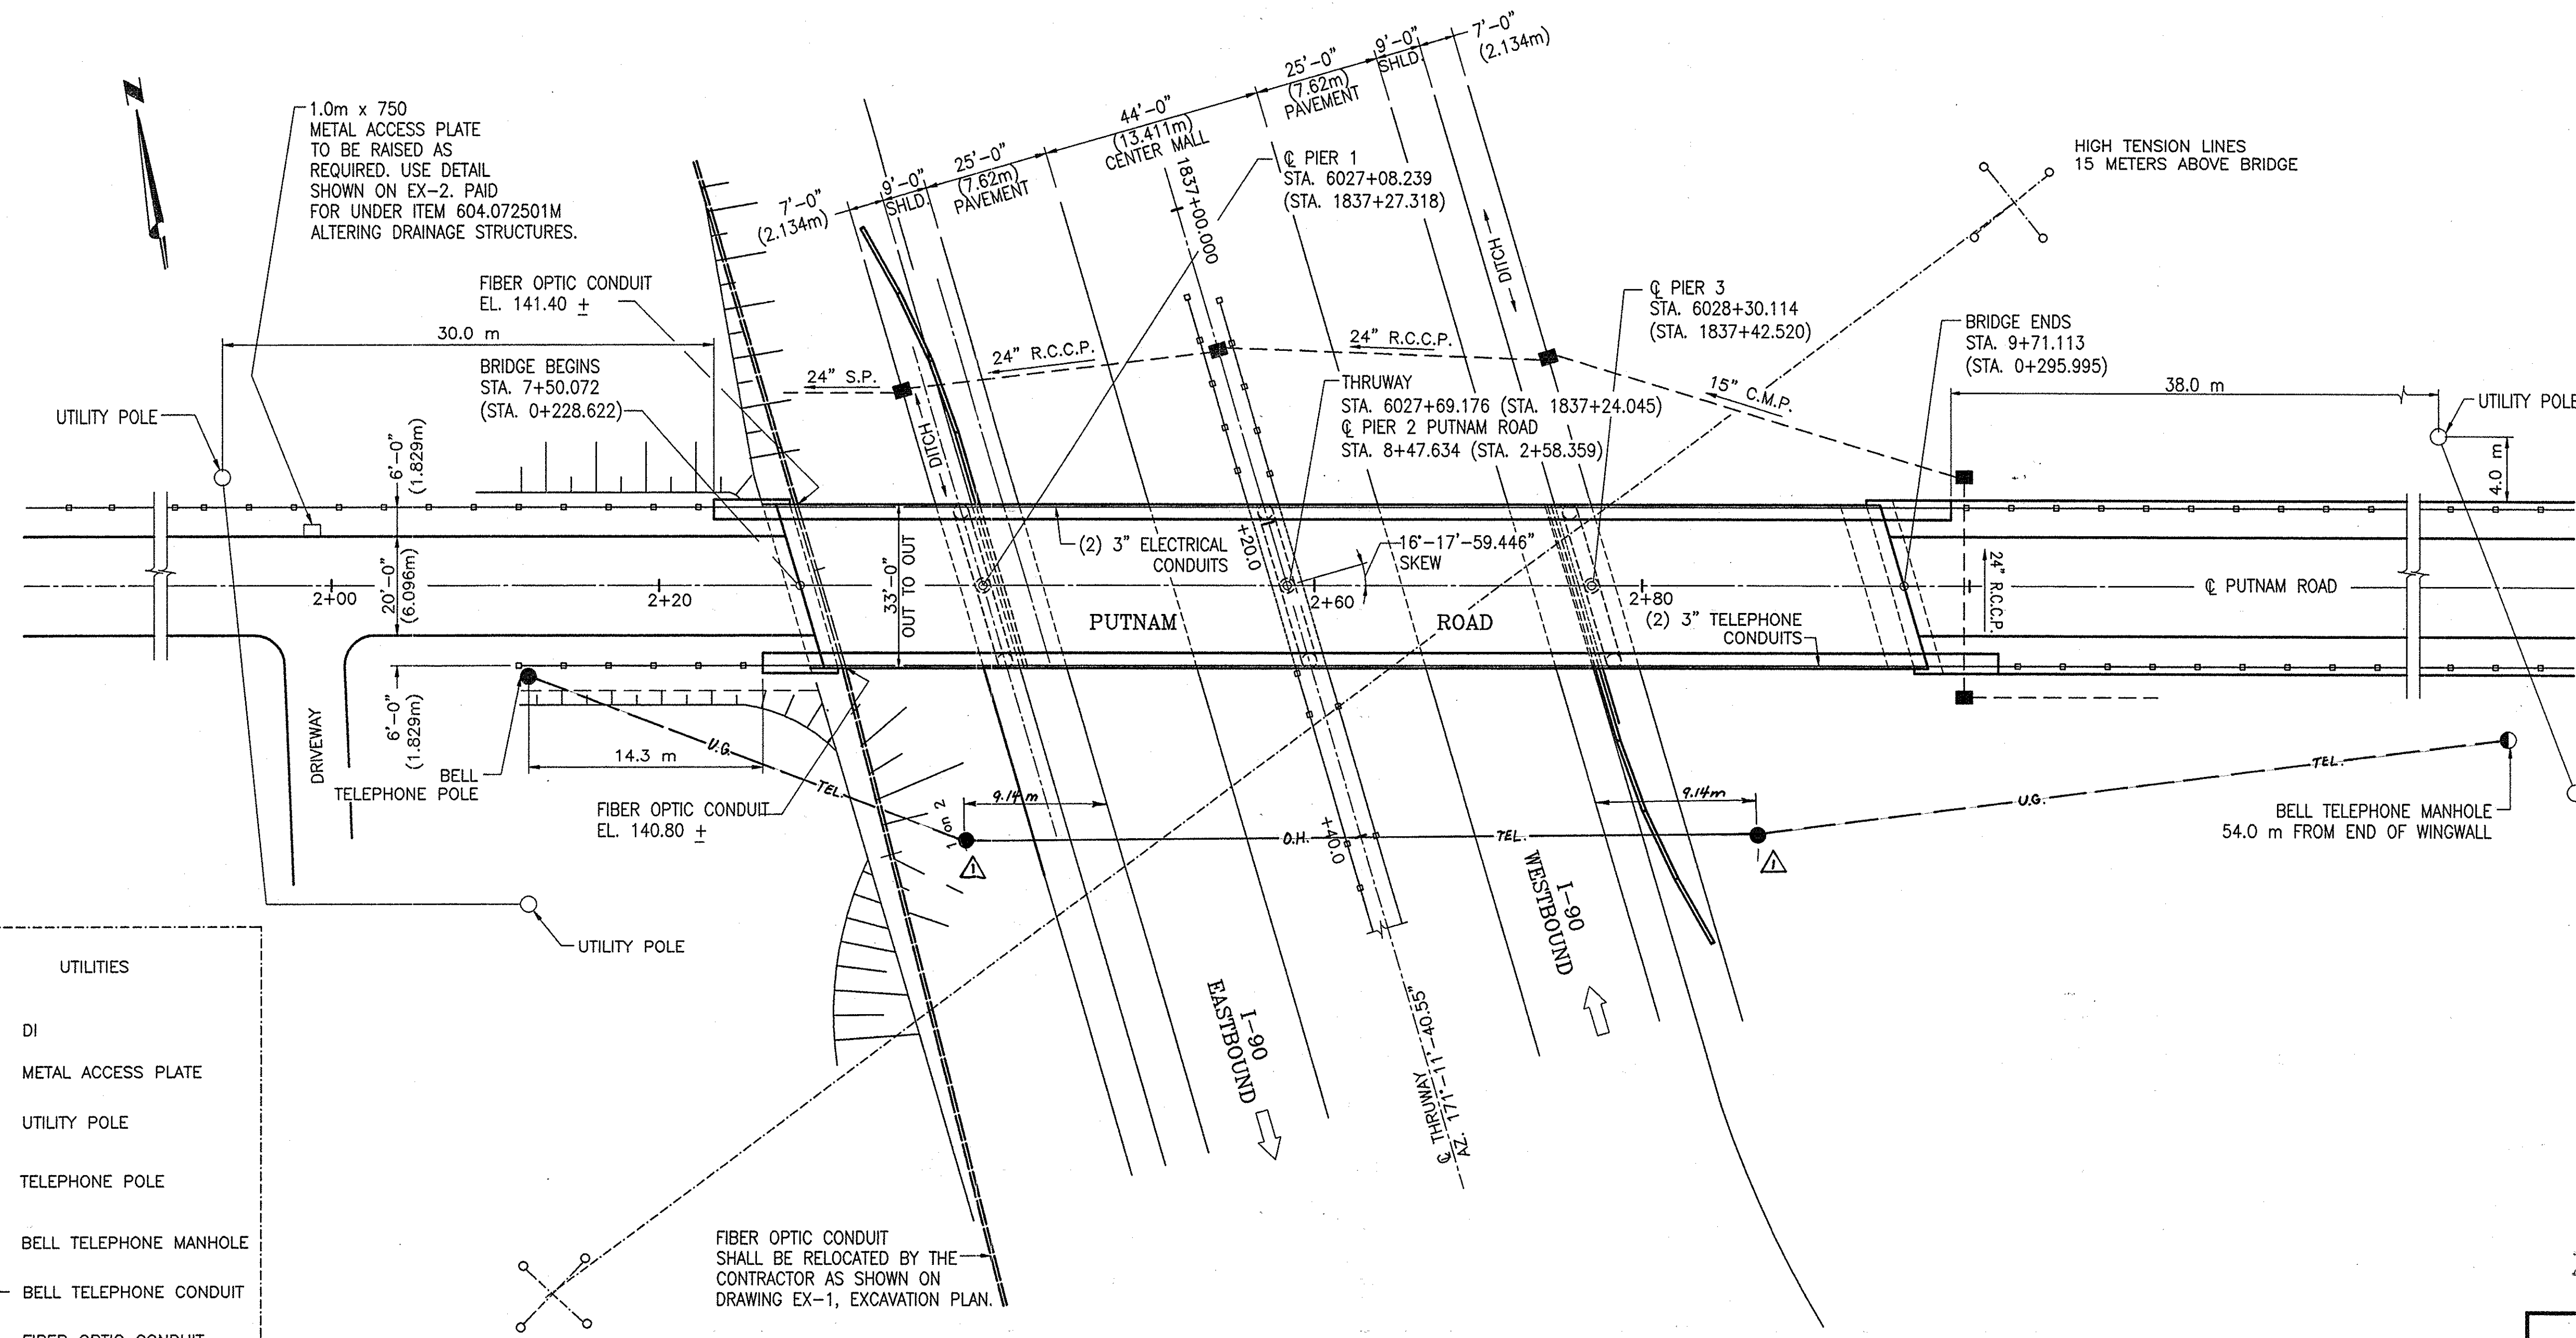 7'-0"
(2.134m)
9'-0"
SHLD.
25'-0"
(7.62m)
PAVEMENT
44'-0"
(13.411m)
CENTER MALL
25'-0"
(7.62m)
PAVEMENT
9'-0"
SHLD.
7'-0"
(2.134m)
N
1.0m x 750
METAL ACCESS PLATE
TO BE RAISED AS
REQUIRED. USE DETAIL
SHOWN ON EX-2. PAID
FOR UNDER ITEM 604.072501M
ALTERING DRAINAGE STRUCTURES.
1837+00.000
℄ PIER 1
STA. 6027+08.239
(STA. 1837+27.318)
HIGH TENSION LINES
15 METERS ABOVE BRIDGE
DITCH
FIBER OPTIC CONDUIT
EL. 141.40 ±
℄ PIER 3
STA. 6028+30.114
(STA. 1837+42.520)
BRIDGE ENDS
STA. 9+71.113
(STA. 0+295.995)
30.0 m
BRIDGE BEGINS
STA. 7+50.072
(STA. 0+228.622)
24" S.P.
24" R.C.C.P.
24" R.C.C.P.
15" C.M.P.
THRUWAY
STA. 6027+69.176 (STA. 1837+24.045)
℄ PIER 2 PUTNAM ROAD
STA. 8+47.634 (STA. 2+58.359)
38.0 m
UTILITY POLE
UTILITY POLE
4.0 m
6'-0"
(1.829m)
DITCH
(2) 3" ELECTRICAL
CONDUITS
+20.0
16'-17'-59.446"
SKEW
33'-0"
OUT TO OUT
20'-0"
(6.096m)
2+00
2+20
2+60
2+80
24" R.C.C.P.
℄ PUTNAM ROAD
PUTNAM ROAD
(2) 3" TELEPHONE
CONDUITS
6'-0"
(1.829m)
DRIVEWAY
BELL
TELEPHONE POLE
14.3 m
U.G.
TEL.
FIBER OPTIC CONDUIT
EL. 140.80 ±
1 on 2
9.14 m
O.H.
+40.0
TEL.
9.14m
1
1
U.G.
TEL.
BELL TELEPHONE MANHOLE
54.0 m FROM END OF WINGWALL
I-90
WESTBOUND
UTILITY POLE
I-90
EASTBOUND
℄ THRUWAY
AZ. 171°-11'-40.55"
UTILITIES
DI
METAL ACCESS PLATE
UTILITY POLE
TELEPHONE POLE
BELL TELEPHONE MANHOLE
BELL TELEPHONE CONDUIT
FIBER OPTIC CONDUIT
FIBER OPTIC CONDUIT
SHALL BE RELOCATED BY THE
CONTRACTOR AS SHOWN ON
DRAWING EX-1, EXCAVATION PLAN.